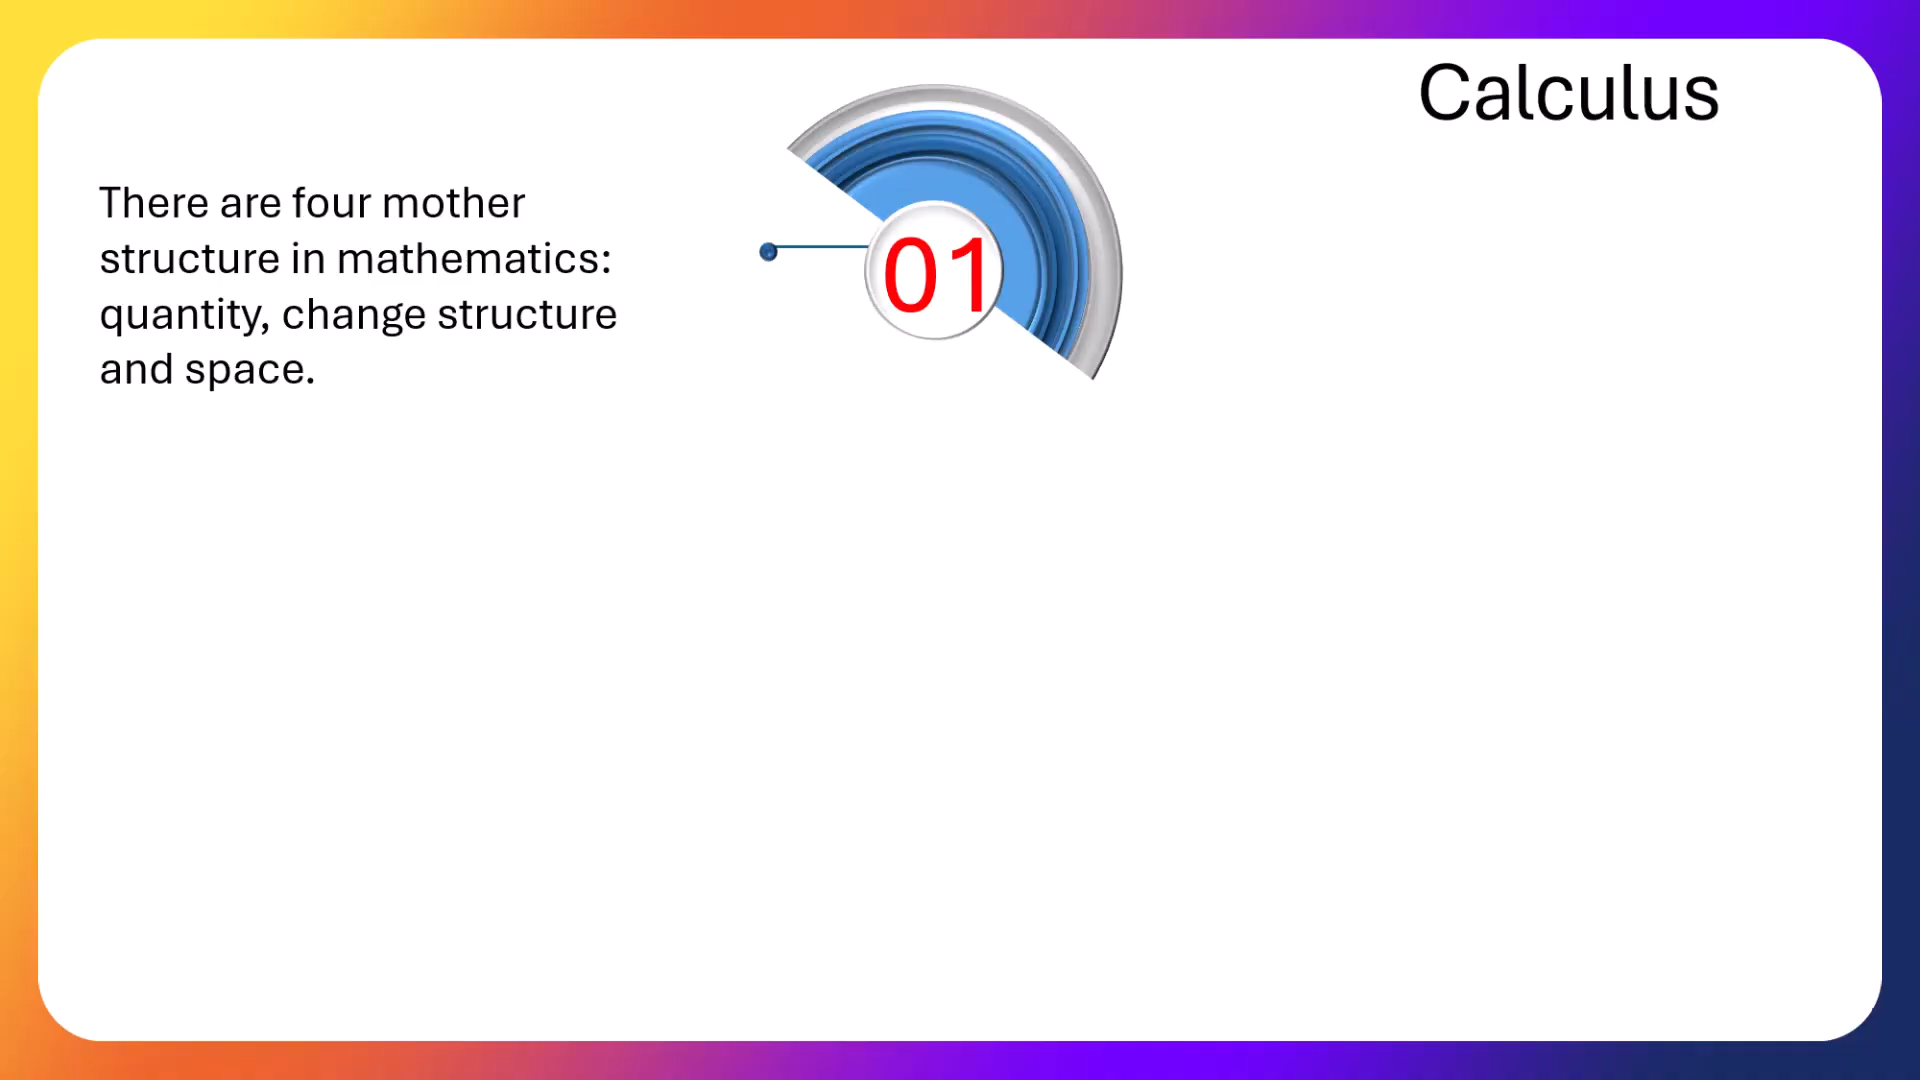 Calculus
There are four mother
structure in mathematics:
quantity, change structure
and space.
01